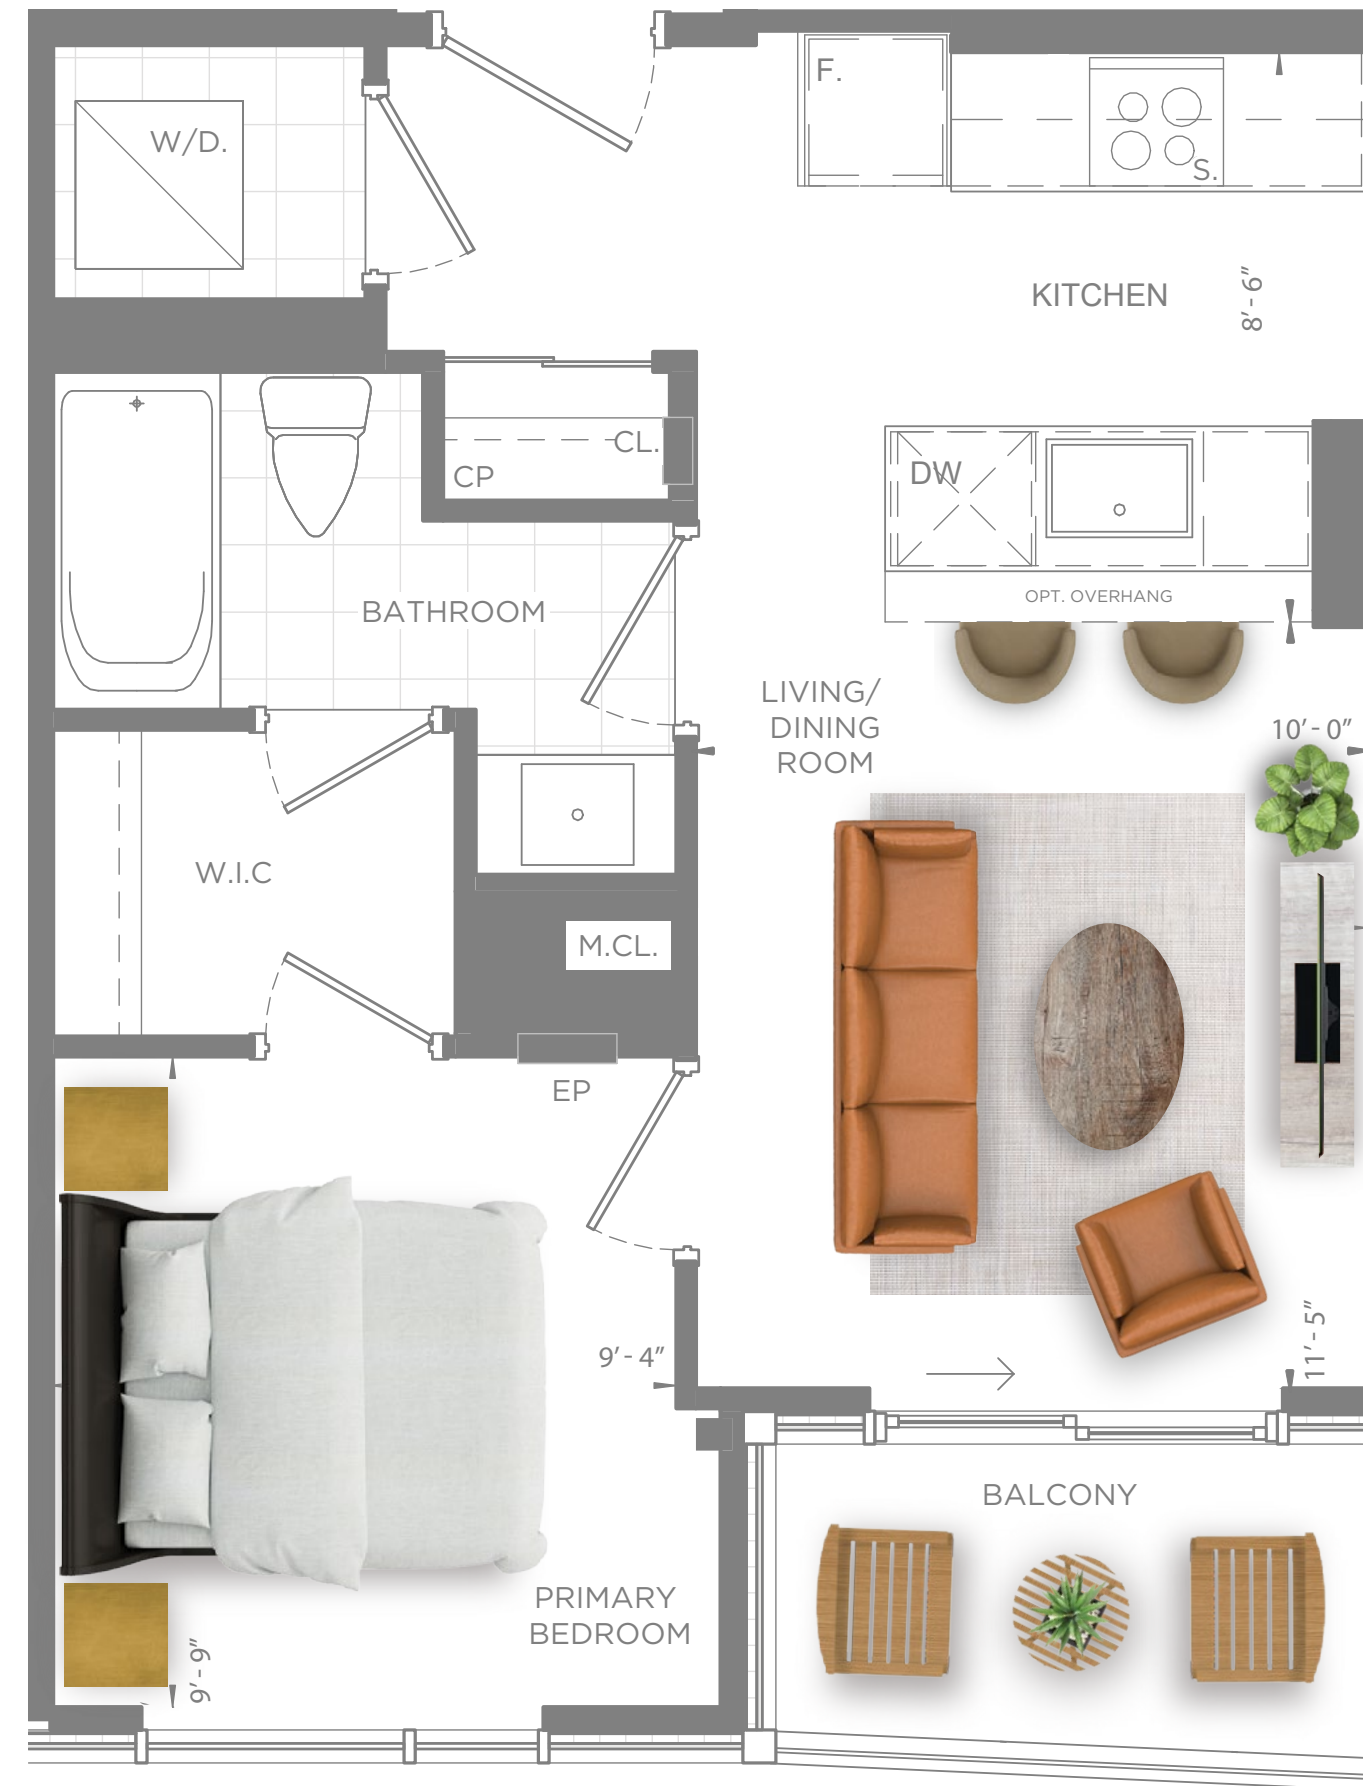 F.
W/D.
S.
KITCHEN
8' - 6"
CL.
CP
DW
OPT. OVERHANG
BATHROOM
LIVING/
DINING
ROOM
10' - 0"
W.I.C
M.CL.
EP
11' - 5"
9' - 4"
BALCONY
PRIMARY
BEDROOM
9' - 9"